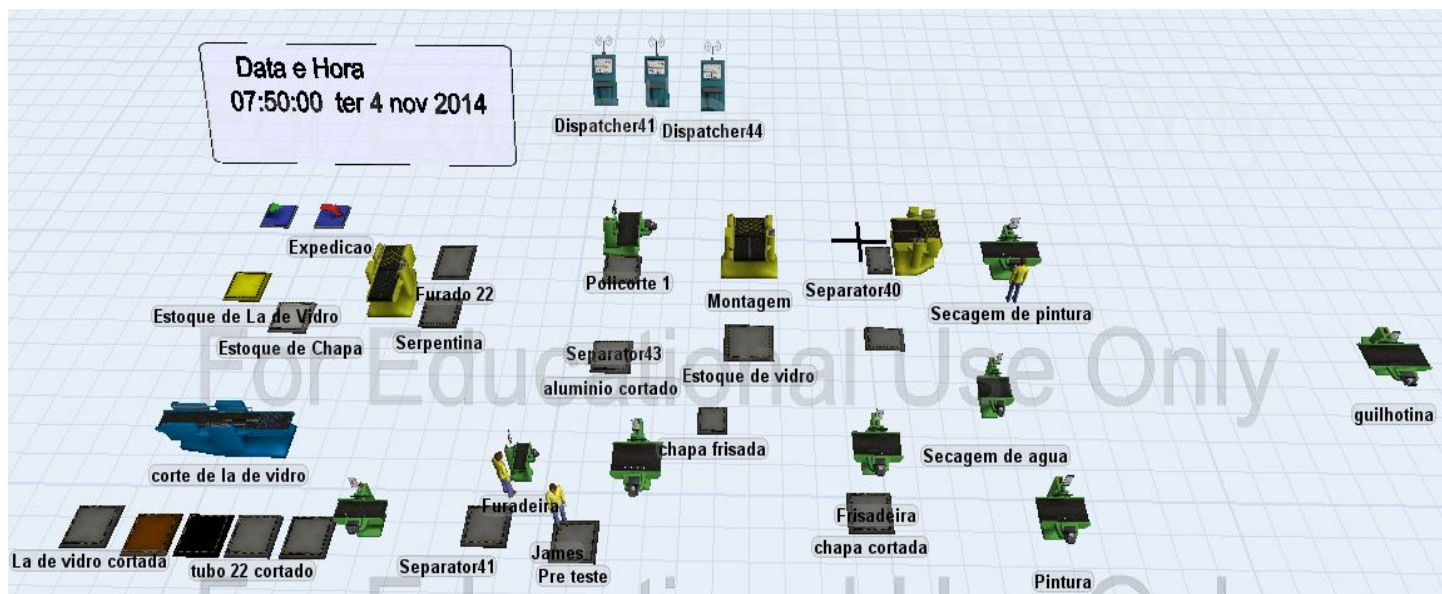 Data e Hora
07:50:00 ter 4 nov 2014
Dispatcher41
Dispatcher44
Expedicao
Furado 22
Policorte 1
Montagem
Separator40
Estoque de La de Vidro
Secagem de pintura
Estoque de Chapa
Serpentina
Separator43
Estoque de vidro
aluminio cortado
For Educational Use Only
guilhotina
chapa frisada
Secagem de agua
corte de la de vidro
Furadeira
Frisadeira
chapa cortada
La de vidro cortada
tubo 22 cortado
Separator41
James
Pre teste
Pintura